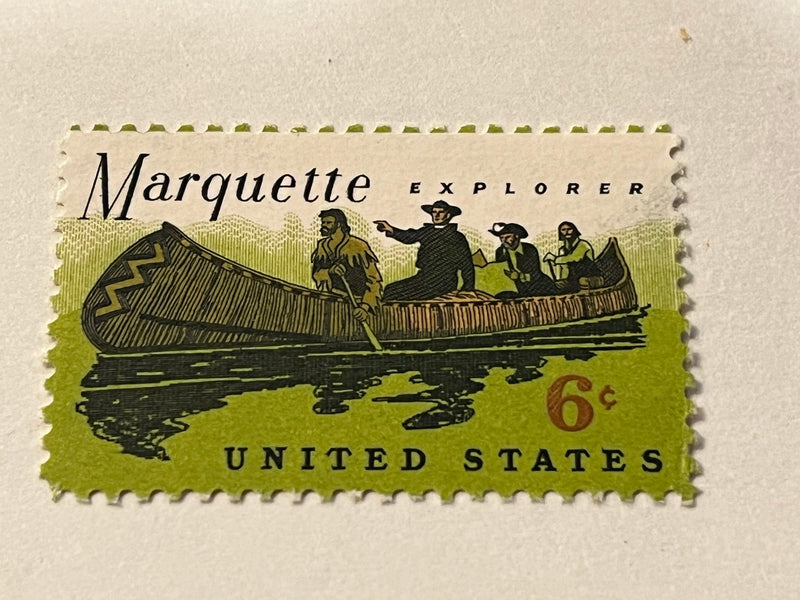 Marquette EXPLORER
6¢
UNITED STATES